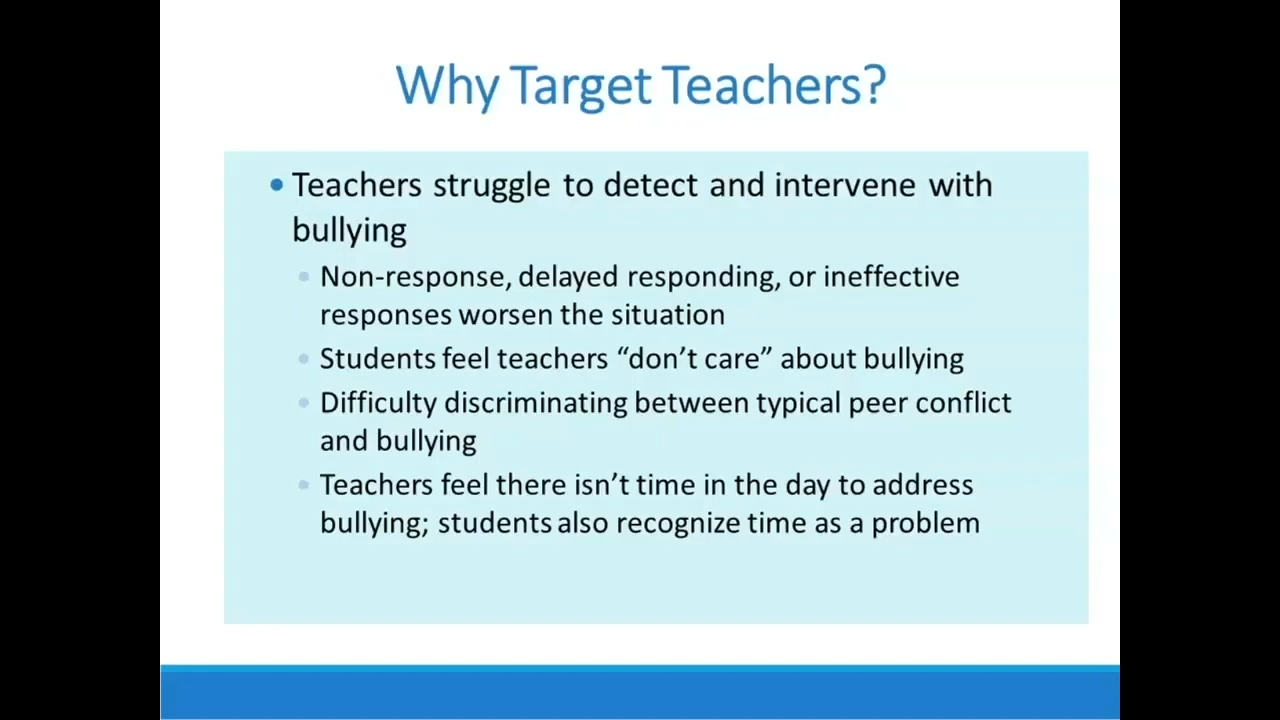 Why Target Teachers?
• Teachers struggle to detect and intervene with
bullying
• Non-response, delayed responding, or ineffective
responses worsen the situation
• Students feel teachers “don’t care” about bullying
• Difficulty discriminating between typical peer conflict
and bullying
• Teachers feel there isn’t time in the day to address
bullying; students also recognize time as a problem